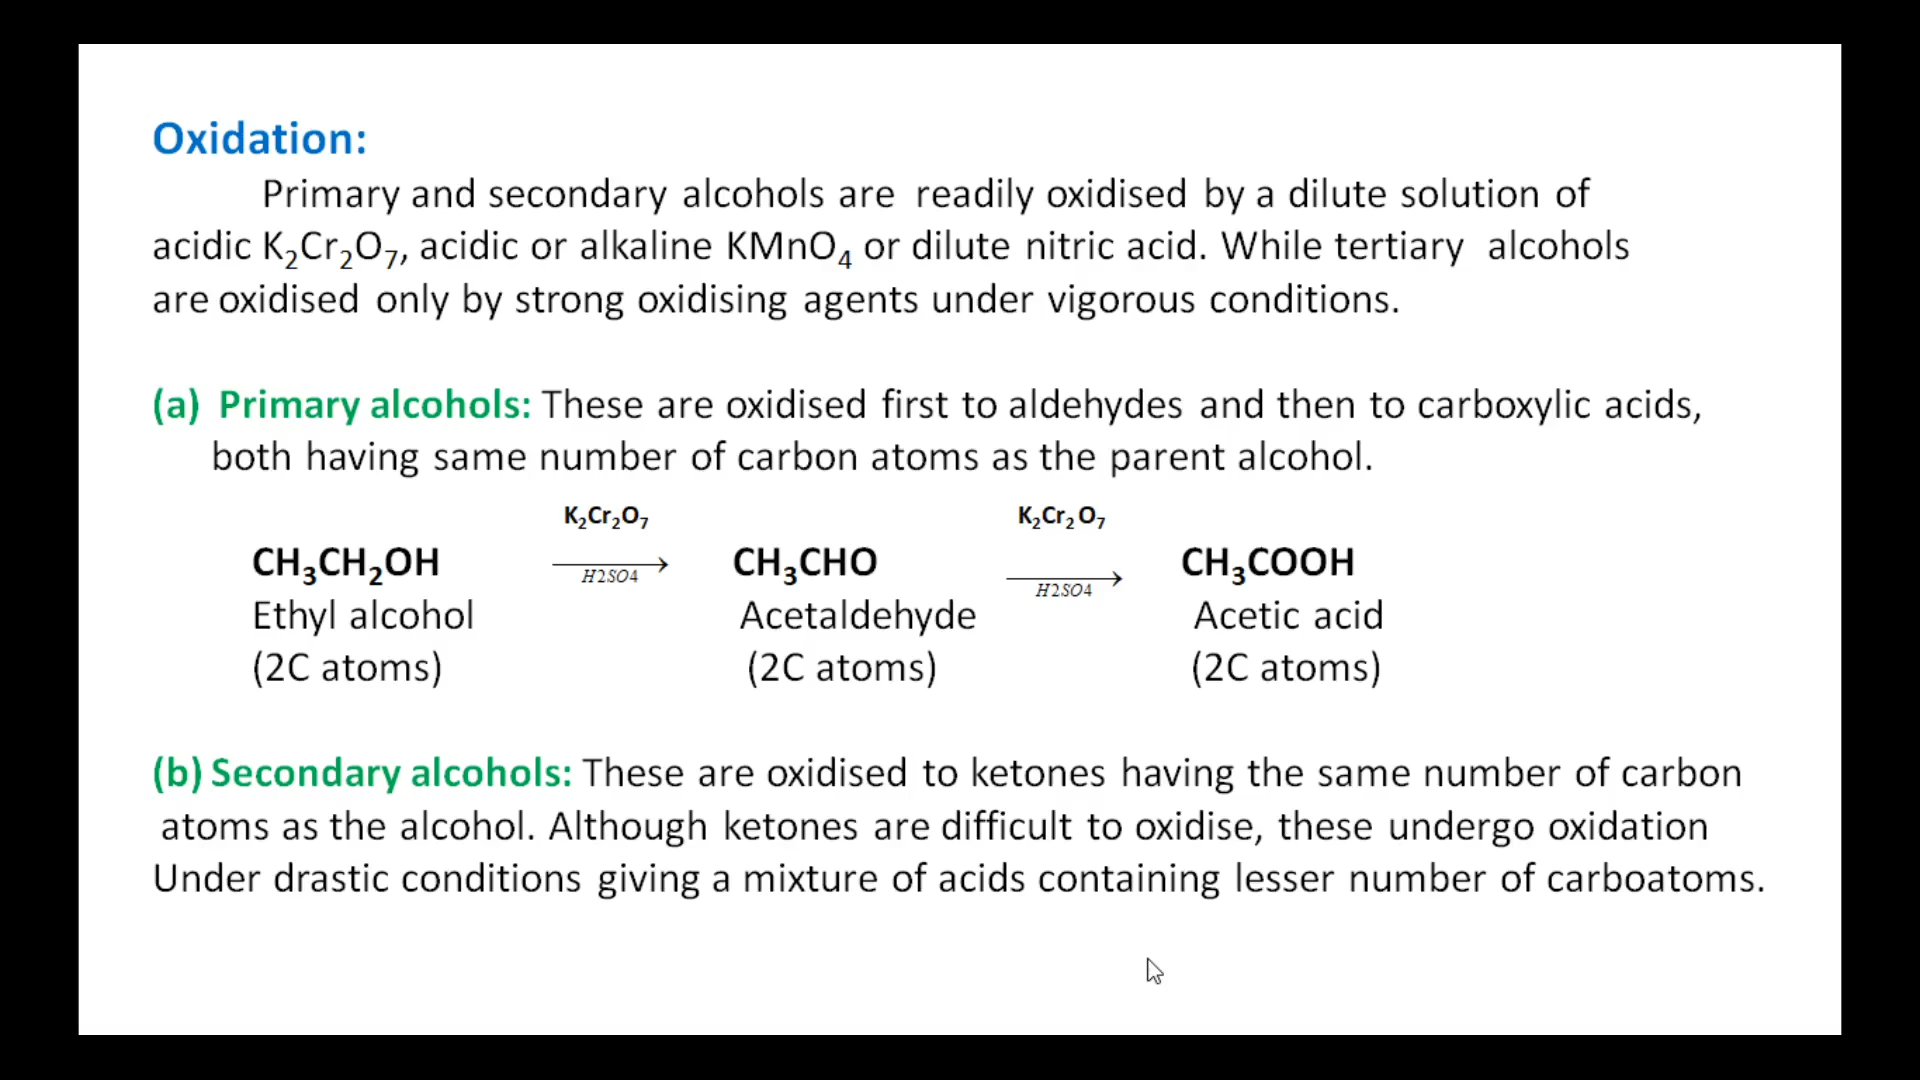 Oxidation:
Primary and secondary alcohols are readily oxidised by a dilute solution of
acidic K₂Cr₂O₇, acidic or alkaline KMnO₄ or dilute nitric acid. While tertiary alcohols
are oxidised only by strong oxidising agents under vigorous conditions.
(a) Primary alcohols: These are oxidised first to aldehydes and then to carboxylic acids,
both having same number of carbon atoms as the parent alcohol.
K₂Cr₂O₇ K₂Cr₂O₇
CH₃CH₂OH CH₃CHO CH₃COOH
H2SO4 H2SO4
Ethyl alcohol Acetaldehyde Acetic acid
(2C atoms) (2C atoms) (2C atoms)
(b) Secondary alcohols: These are oxidised to ketones having the same number of carbon
atoms as the alcohol. Although ketones are difficult to oxidise, these undergo oxidation
Under drastic conditions giving a mixture of acids containing lesser number of carboatoms.